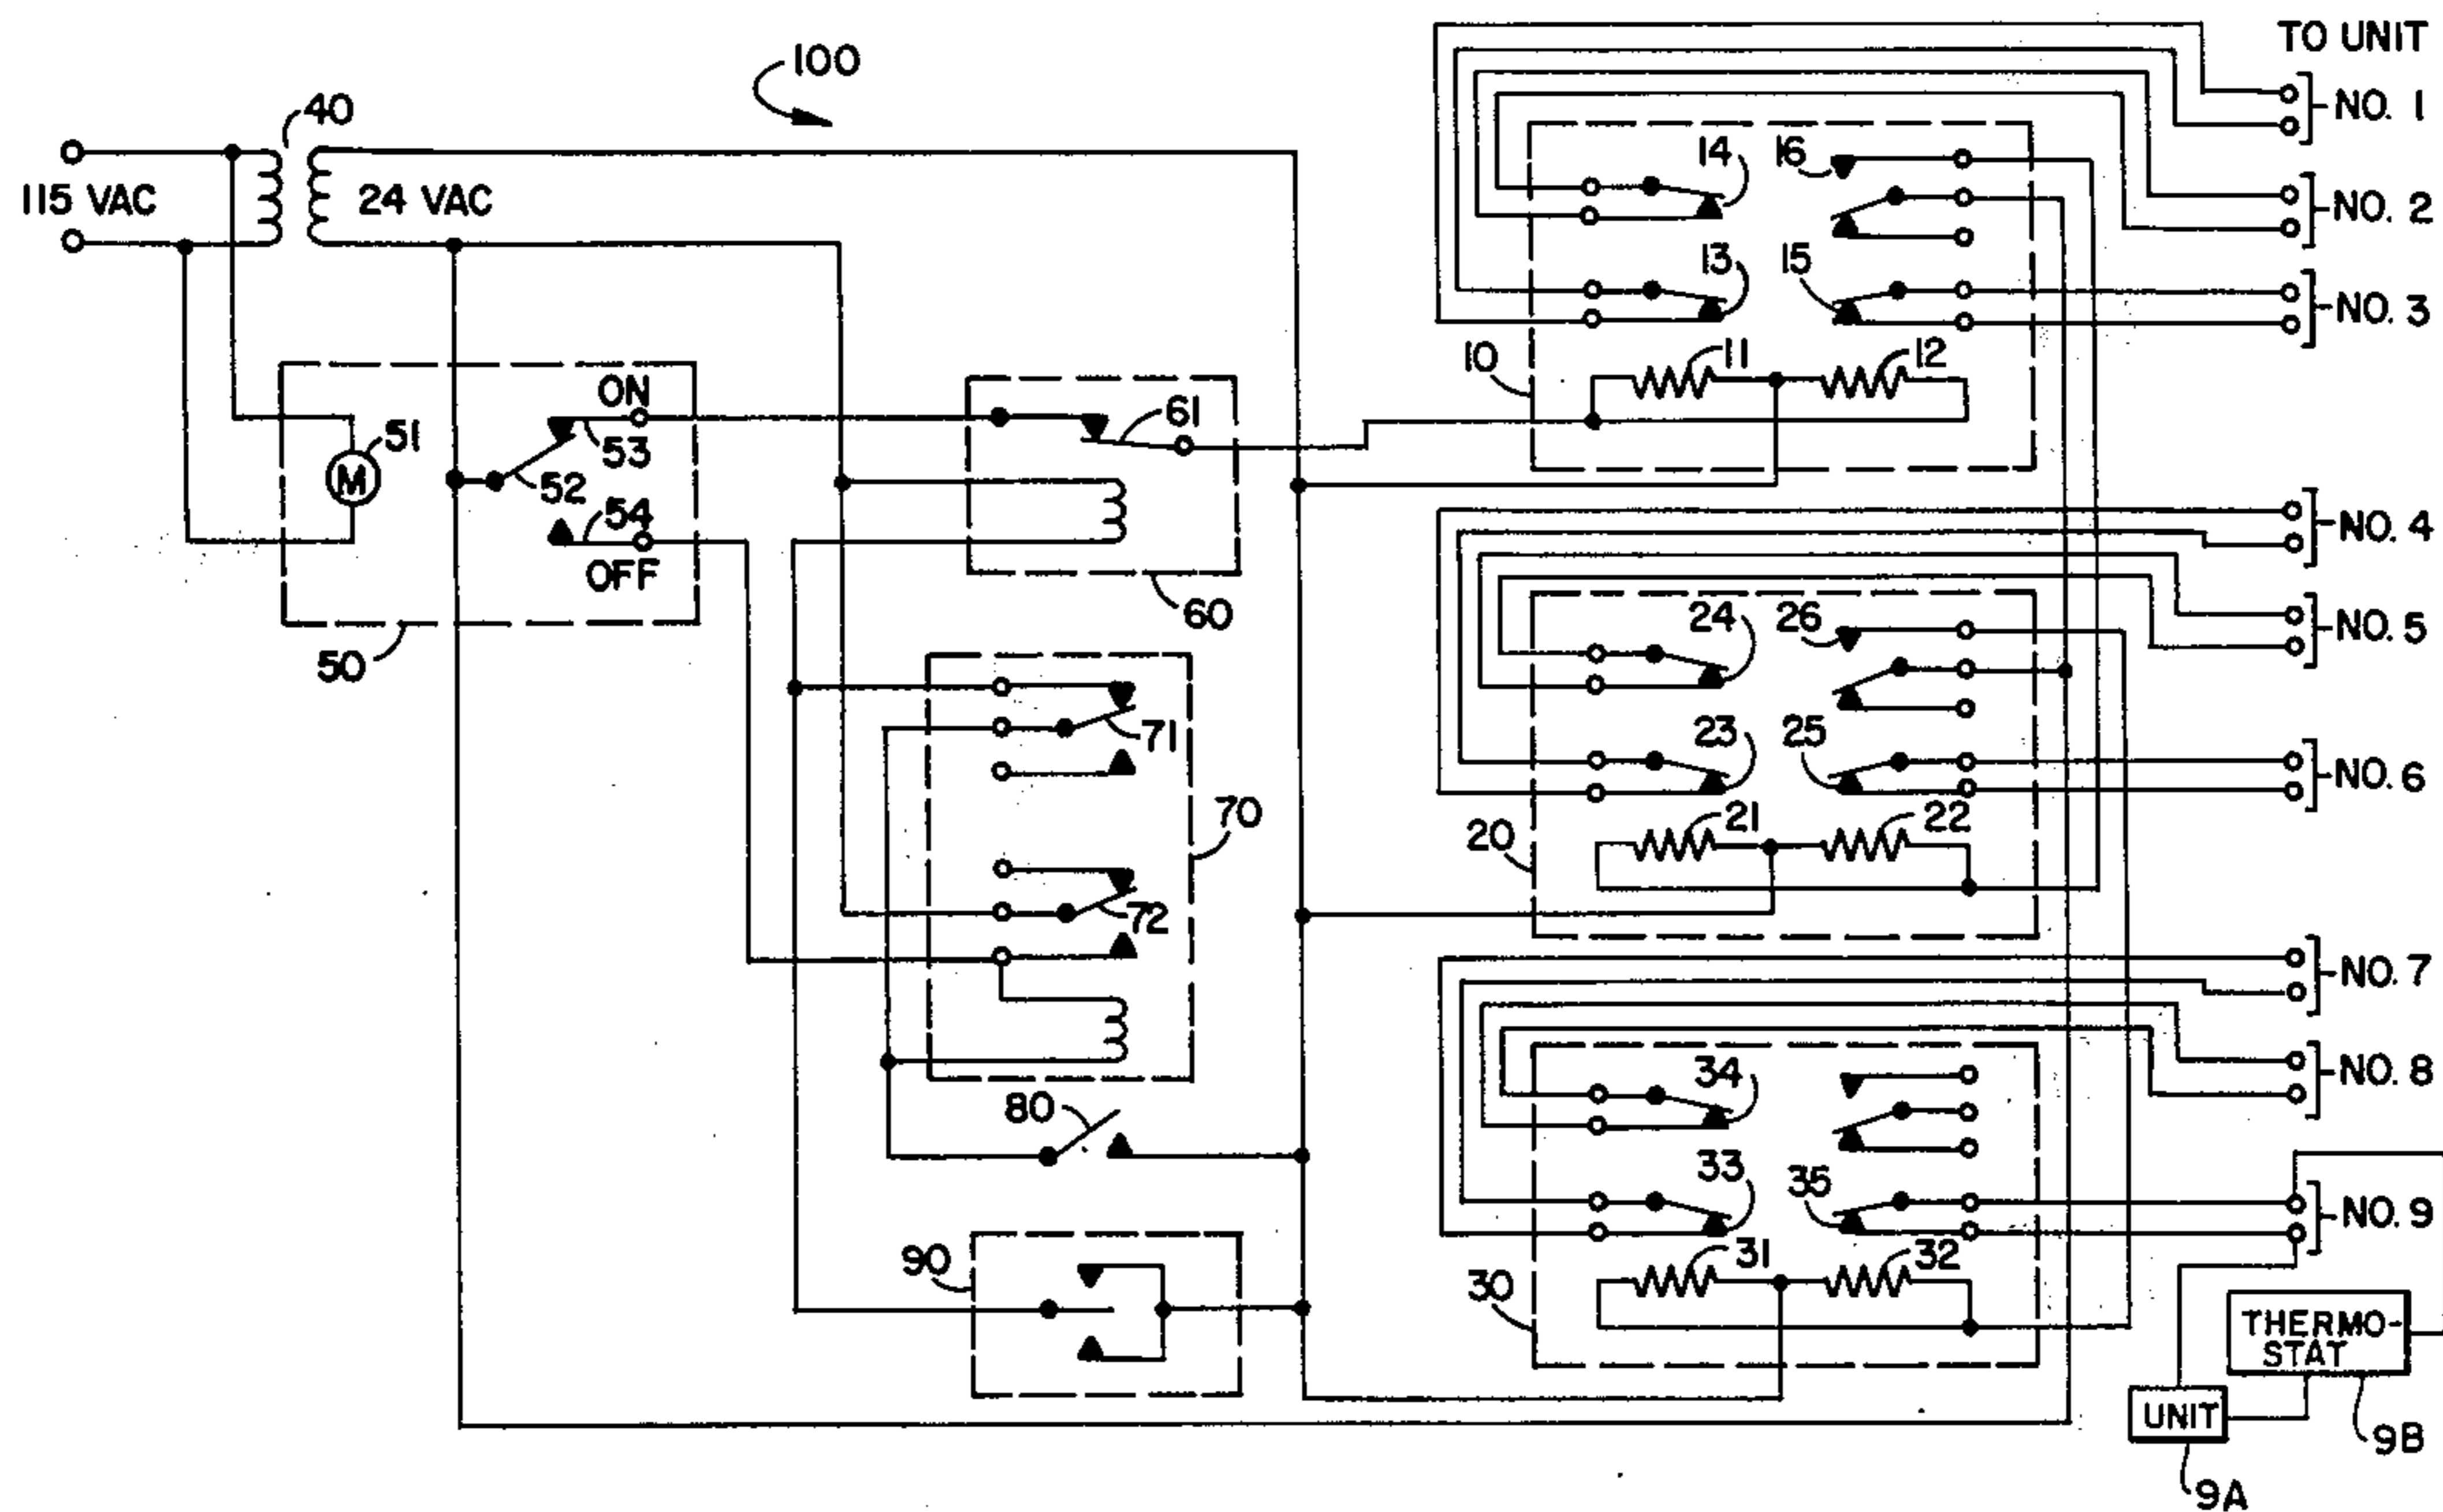 100
TO UNIT
NO. 1
NO. 2
NO. 3
40
115 VAC
24 VAC
14
16
13
15
10
11
12
ON
51
M
53
52
54
OFF
50
61
60
NO. 4
NO. 5
NO. 6
24
26
23
25
20
21
22
71
70
72
80
90
NO. 7
NO. 8
NO. 9
34
33
35
30
31
32
THERMO-
STAT
UNIT
9B
9A